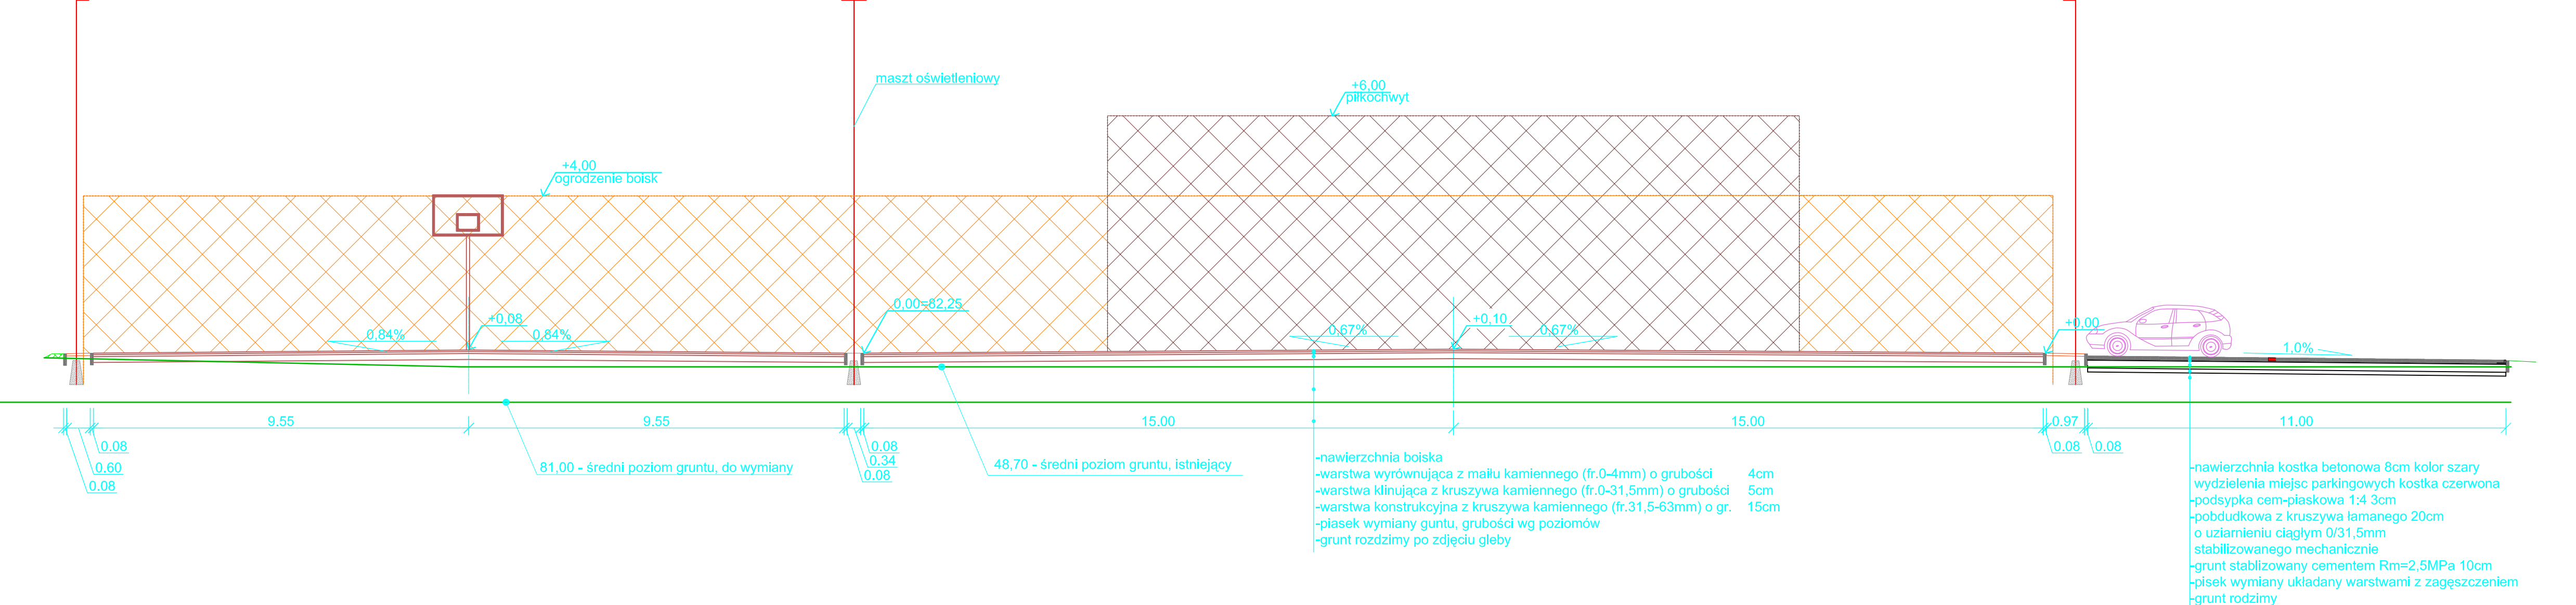 maszt oświetleniowy
+6,00
piłkochwyt
+4,00
ogrodzenie boisk
0,00=82,25
0,84%
+0,08
0,84%
0,67%
+0,10
0,67%
+0,00
1,0%
9.55
9.55
15.00
15.00
0.97
11.00
0.08
0.60
0.08
0.08
0.34
0.08
0.08
0.08
81,00 - średni poziom gruntu, do wymiany
48,70 - średni poziom gruntu, istniejący
-nawierzchnia boiska
-warstwa wyrównująca z maiłu kamiennego (fr.0-4mm) o grubości 4cm
-warstwa klinująca z kruszywa kamiennego (fr.0-31,5mm) o grubości 5cm
-warstwa konstrukcyjna z kruszywa kamiennego (fr.31,5-63mm) o gr. 15cm
-piasek wymiany guntu, grubości wg poziomów
-grunt rozdzimy po zdjęciu gleby
-nawierzchnia kostka betonowa 8cm kolor szary
wydzielenia miejsc parkingowych kostka czerwona
-podsypka cem-piaskowa 1:4 3cm
-pobdudkowa z kruszywa łamanego 20cm
o uziarnieniu ciągłym 0/31,5mm
stabilizowanego mechanicznie
-grunt stablizowany cementem Rm=2,5MPa 10cm
-pisek wymiany układany warstwami z zagęszczeniem
-grunt rodzimy